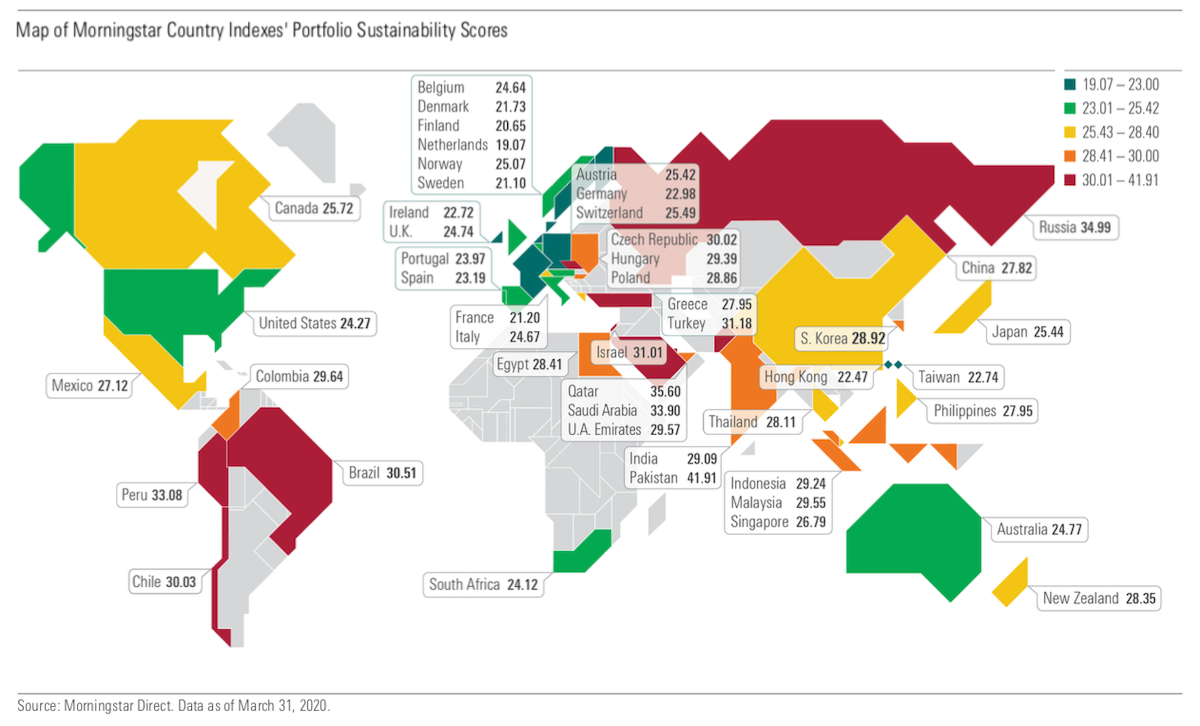 Map of Morningstar Country Indexes' Portfolio Sustainability Scores
19.07 – 23.00
23.01 – 25.42
25.43 – 28.40
28.41 – 30.00
30.01 – 41.91
Belgium 24.64
Denmark 21.73
Finland 20.65
Netherlands 19.07
Norway 25.07
Sweden 21.10
Austria 25.42
Germany 22.98
Switzerland 25.49
Canada 25.72
Ireland 22.72
U.K. 24.74
Russia 34.99
Czech Republic 30.02
Hungary 29.39
Poland 28.86
Portugal 23.97
Spain 23.19
China 27.82
Greece 27.95
Turkey 31.18
United States 24.27
France 21.20
Italy 24.67
S. Korea 28.92
Japan 25.44
Egypt 28.41
Israel 31.01
Mexico 27.12
Colombia 29.64
Hong Kong 22.47
Taiwan 22.74
Qatar 35.60
Saudi Arabia 33.90
U.A. Emirates 29.57
Thailand 28.11
Philippines 27.95
India 29.09
Pakistan 41.91
Brazil 30.51
Peru 33.08
Indonesia 29.24
Malaysia 29.55
Singapore 26.79
Australia 24.77
Chile 30.03
South Africa 24.12
New Zealand 28.35
Source: Morningstar Direct. Data as of March 31, 2020.